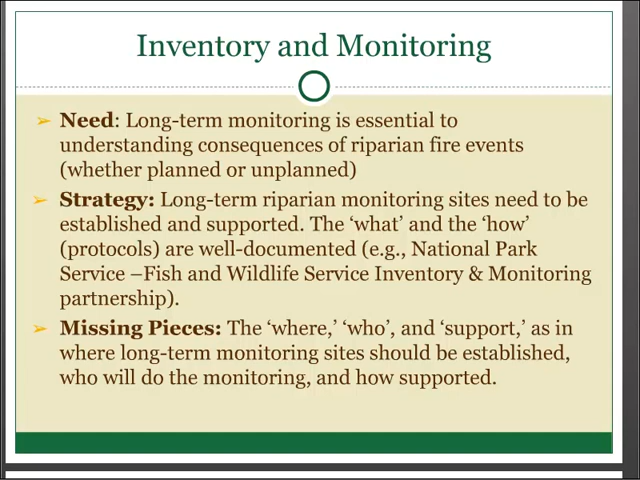 Inventory and Monitoring
➢ Need: Long-term monitoring is essential to
understanding consequences of riparian fire events
(whether planned or unplanned)
➢ Strategy: Long-term riparian monitoring sites need to be
established and supported. The ‘what’ and the ‘how’
(protocols) are well-documented (e.g., National Park
Service –Fish and Wildlife Service Inventory & Monitoring
partnership).
➢ Missing Pieces: The ‘where,’ ‘who’, and ‘support,’ as in
where long-term monitoring sites should be established,
who will do the monitoring, and how supported.